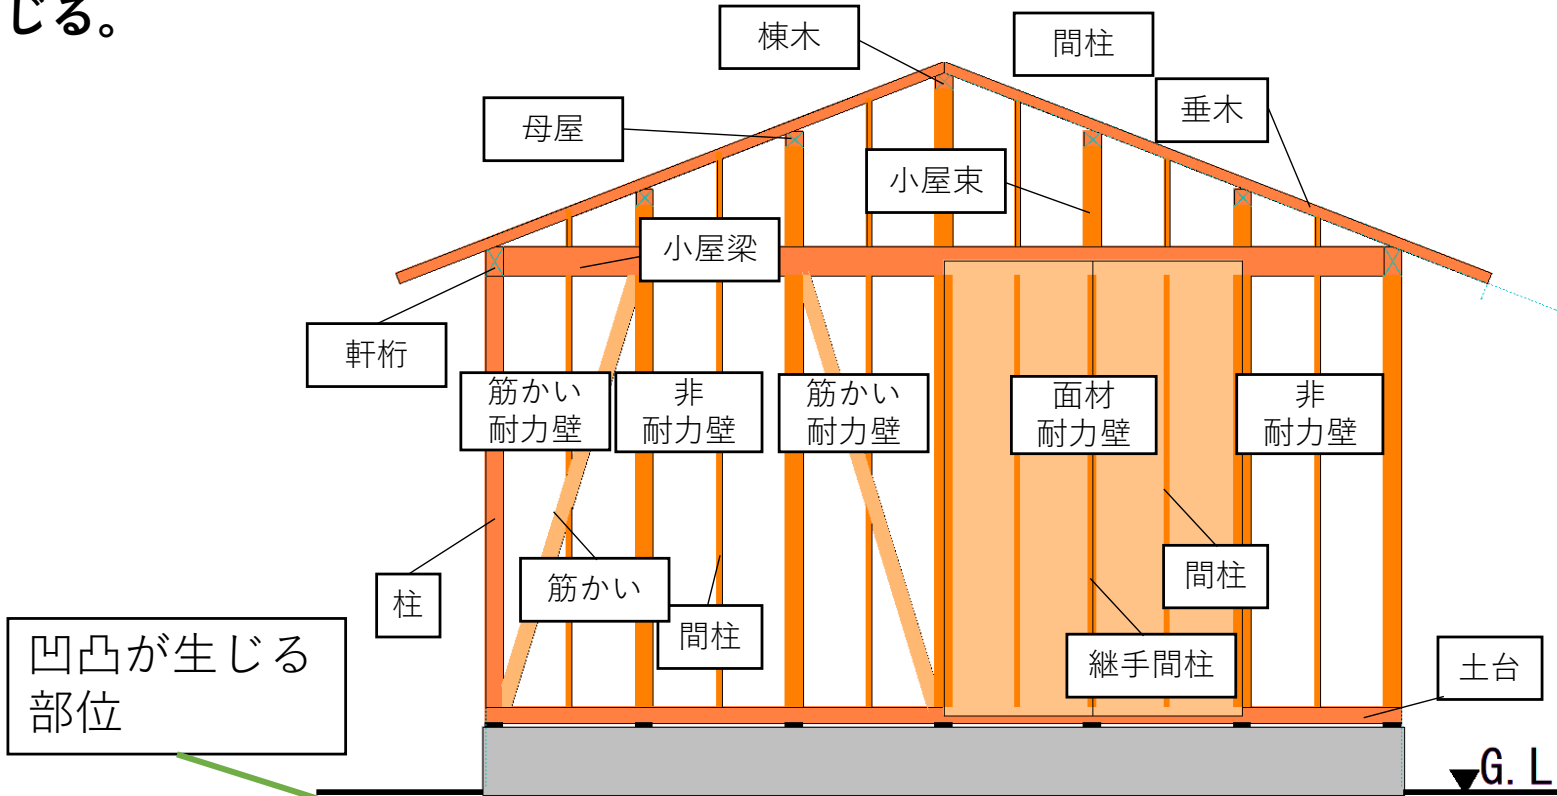 じる。
棟木
間柱
母屋
垂木
小屋束
小屋梁
軒桁
筋かい
耐力壁
非
耐力壁
筋かい
耐力壁
面材
耐力壁
非
耐力壁
柱
筋かい
間柱
間柱
継手間柱
土台
凹凸が生じる
部位
G.L